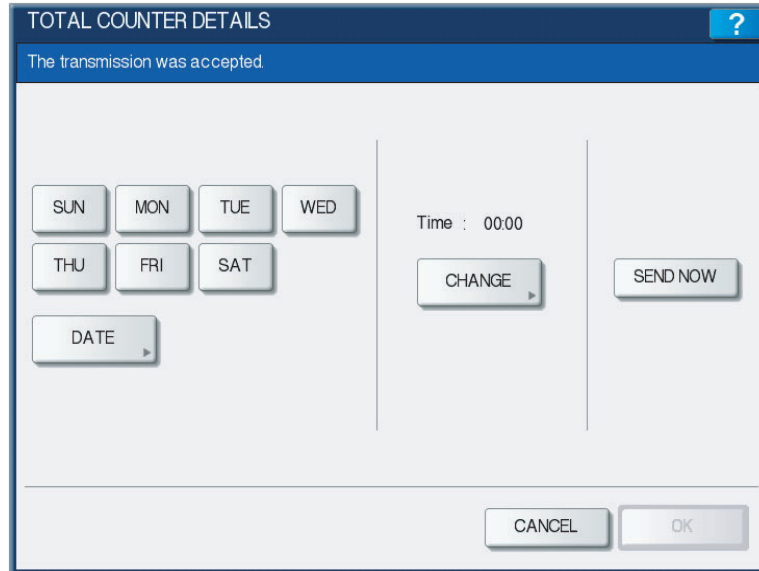 TOTAL COUNTER DETAILS ?
The transmission was accepted.
SUN MON TUE WED
THU FRI SAT
DATE
Time : 00:00
CHANGE
SEND NOW
CANCEL OK